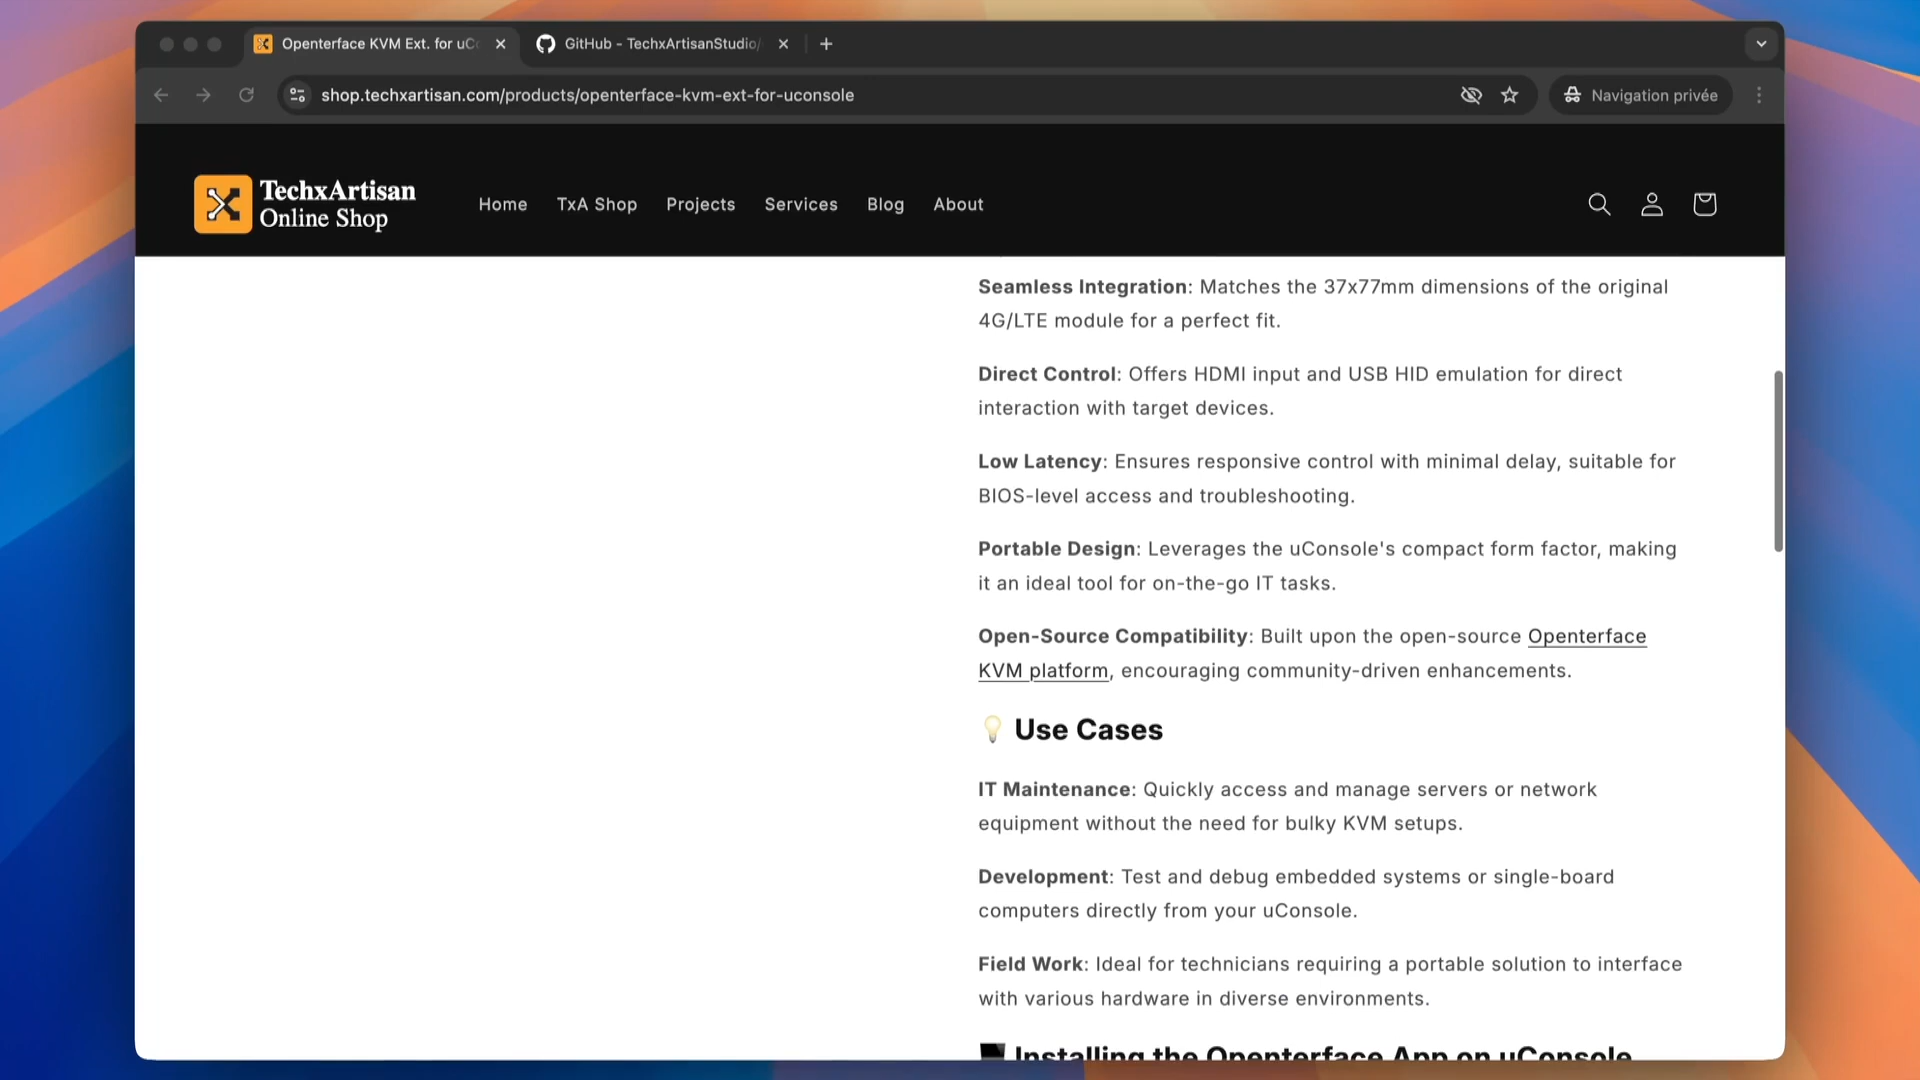 Openterface KVM Ext. for uC
GitHub - TechxArtisanStudio/
shop.techxartisan.com/products/openterface-kvm-ext-for-uconsole
Navigation privée
TechxArtisan
Online Shop
Home
TxA Shop
Projects
Services
Blog
About
Seamless Integration: Matches the 37x77mm dimensions of the original
4G/LTE module for a perfect fit.
Direct Control: Offers HDMI input and USB HID emulation for direct
interaction with target devices.
Low Latency: Ensures responsive control with minimal delay, suitable for
BIOS-level access and troubleshooting.
Portable Design: Leverages the uConsole's compact form factor, making
it an ideal tool for on-the-go IT tasks.
Open-Source Compatibility: Built upon the open-source Openterface
KVM platform, encouraging community-driven enhancements.
💡 Use Cases
IT Maintenance: Quickly access and manage servers or network
equipment without the need for bulky KVM setups.
Development: Test and debug embedded systems or single-board
computers directly from your uConsole.
Field Work: Ideal for technicians requiring a portable solution to interface
with various hardware in diverse environments.
Installing the Openterface App on uConsole